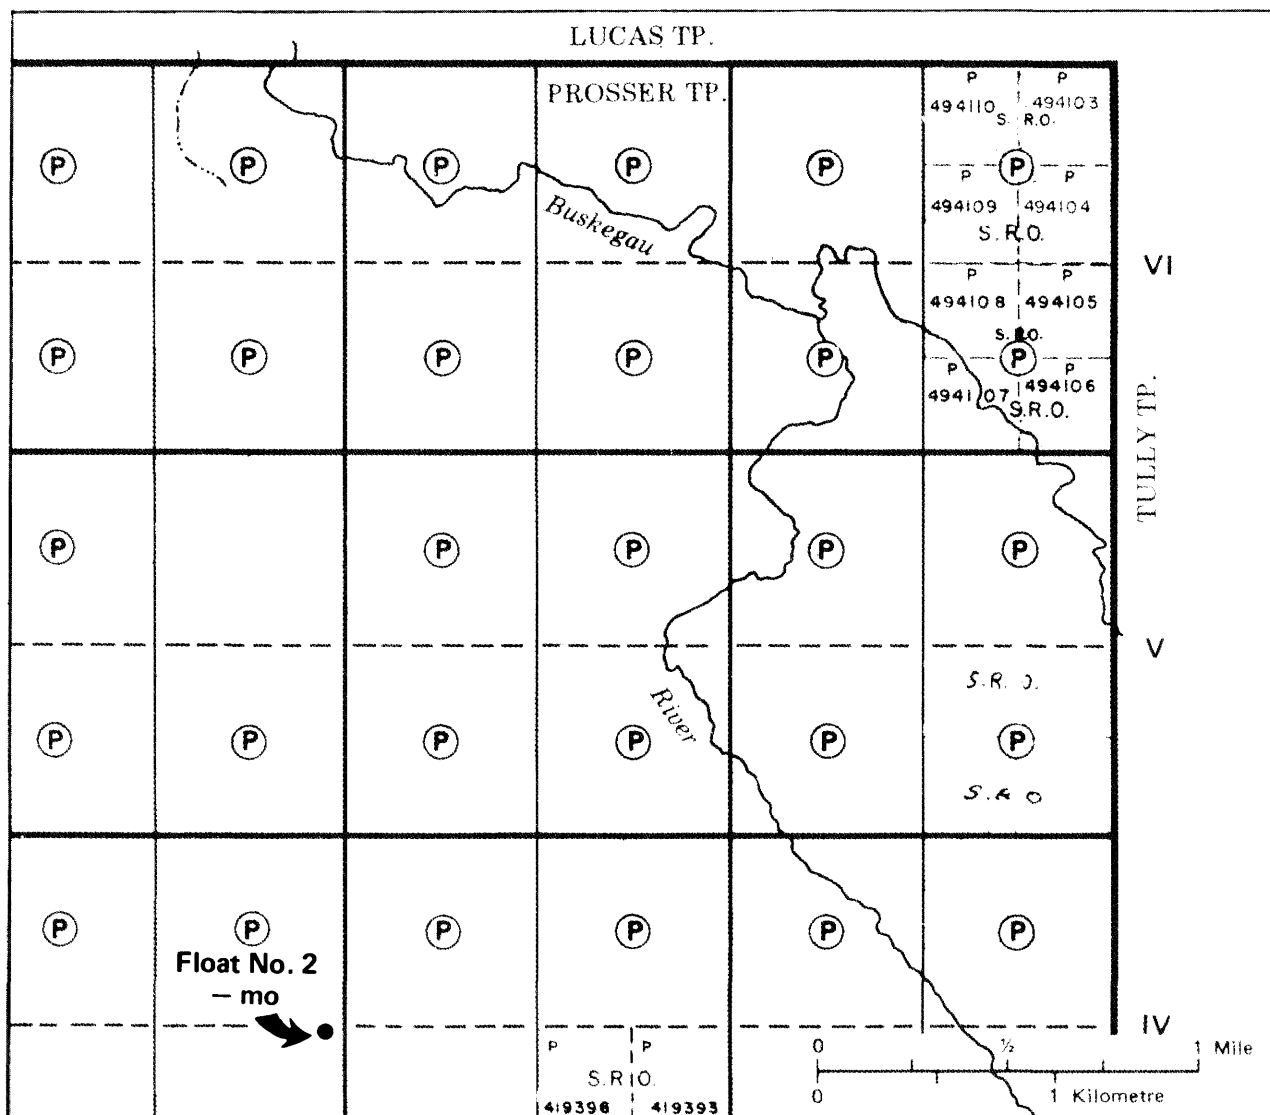 LUCAS TP.
PROSSER TP.
P P
494110 494103
S. R.O.
P P P P P P
P P
494109 494104
S. R.O.
Buskegau
VI
P P
494108 494105
S. R.O.
P P P P P P
P P
494107 494106
S.R.O.
TULLY TP.
P P P P P
V
S.R.O.
River
P P P P P P
S.R.O
P P P P P P
Float No. 2
– mo
IV
0 ½ 1 Mile
P P
S.R.O.
0 1 Kilometre
419396 419393